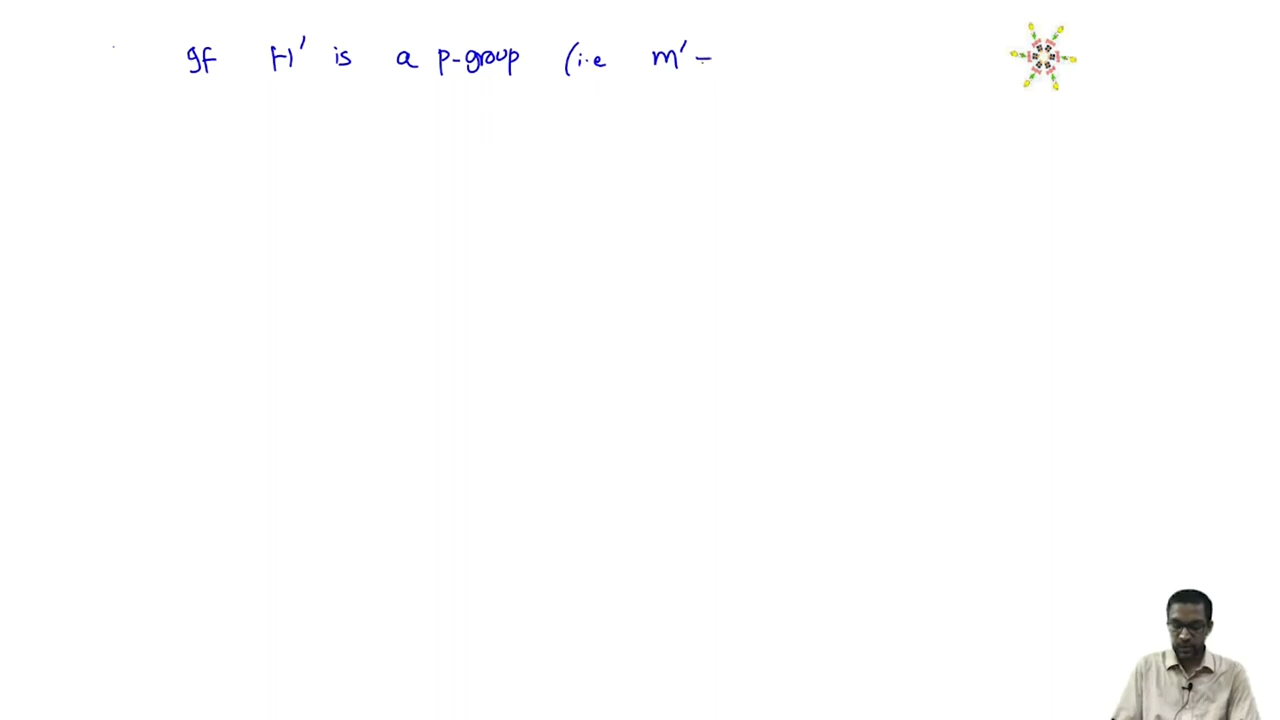 If H' is a p-group (i.e m' -